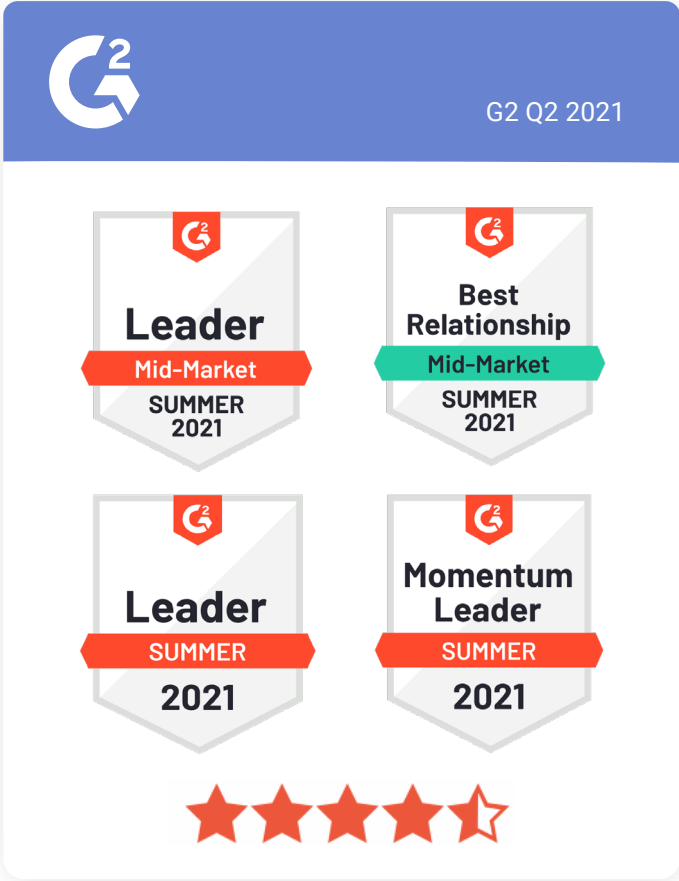 G2
G2 Q2 2021
G2
Leader
Mid-Market
SUMMER
2021
G2
Best
Relationship
Mid-Market
SUMMER
2021
G2
Leader
SUMMER
2021
G2
Momentum
Leader
SUMMER
2021